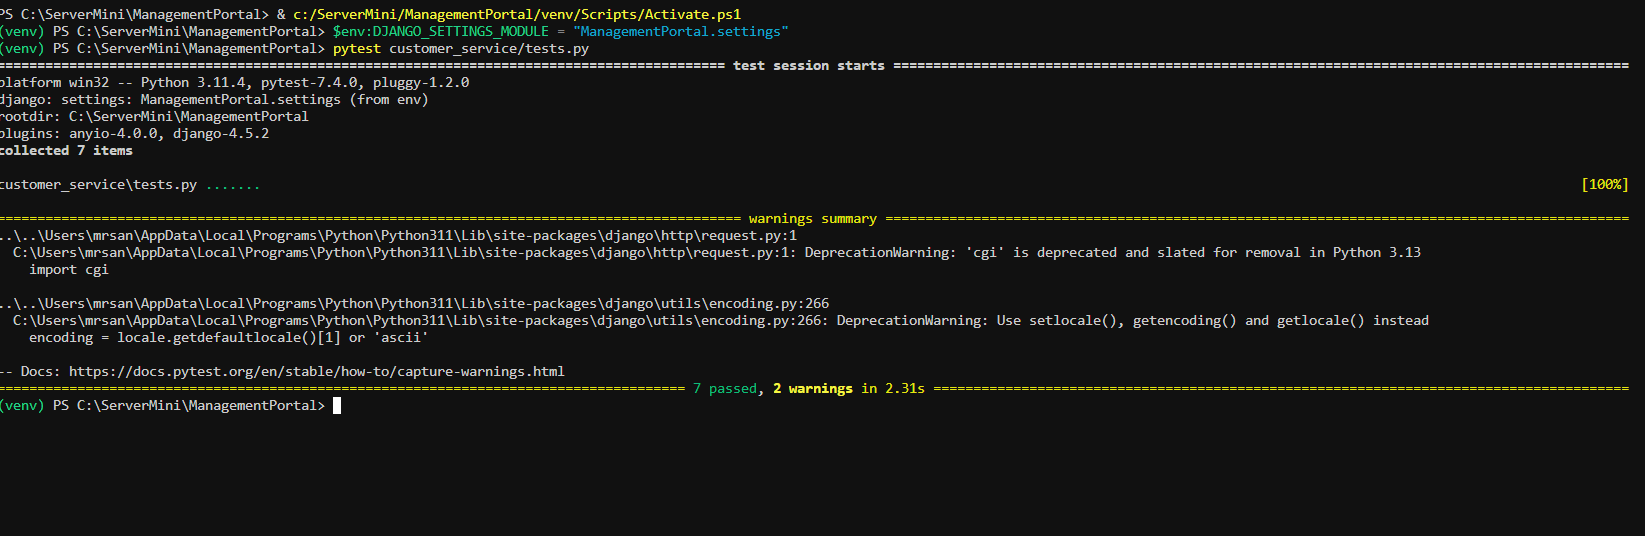 PS C:\ServerMini\ManagementPortal> & c:/ServerMini/ManagementPortal/venv/Scripts/Activate.ps1
(venv) PS C:\ServerMini\ManagementPortal> $env:DJANGO_SETTINGS_MODULE = "ManagementPortal.settings"
(venv) PS C:\ServerMini\ManagementPortal> pytest customer_service/tests.py
=== test session starts ===
platform win32 -- Python 3.11.4, pytest-7.4.0, pluggy-1.2.0
django: settings: ManagementPortal.settings (from env)
rootdir: C:\ServerMini\ManagementPortal
plugins: anyio-4.0.0, django-4.5.2
collected 7 items
customer_service\tests.py ....... [100%]
=== warnings summary ===
..\..\Users\mrsan\AppData\Local\Programs\Python\Python311\Lib\site-packages\django\http\request.py:1
C:\Users\mrsan\AppData\Local\Programs\Python\Python311\Lib\site-packages\django\http\request.py:1: DeprecationWarning: 'cgi' is deprecated and slated for removal in Python 3.13
import cgi
..\..\Users\mrsan\AppData\Local\Programs\Python\Python311\Lib\site-packages\django\utils\encoding.py:266
C:\Users\mrsan\AppData\Local\Programs\Python\Python311\Lib\site-packages\django\utils\encoding.py:266: DeprecationWarning: Use setlocale(), getencoding() and getlocale() instead
encoding = locale.getdefaultlocale()[1] or 'ascii'
-- Docs: https://docs.pytest.org/en/stable/how-to/capture-warnings.html
=== 7 passed, 2 warnings in 2.31s ===
(venv) PS C:\ServerMini\ManagementPortal>